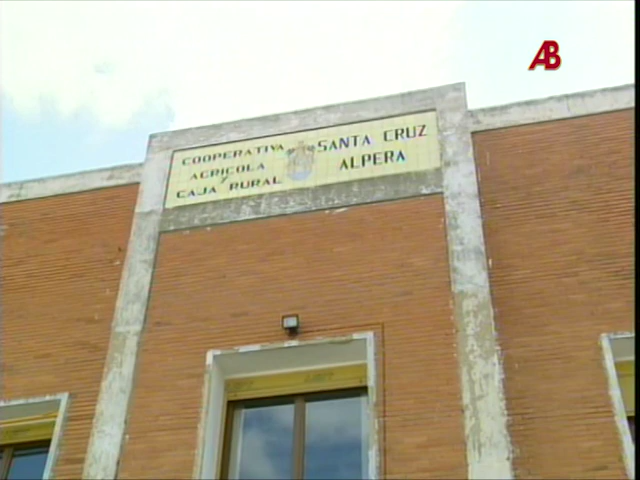 AB
COOPERATIVA
AGRICOLA
Y
CAJA RURAL
SANTA CRUZ
ALPERA